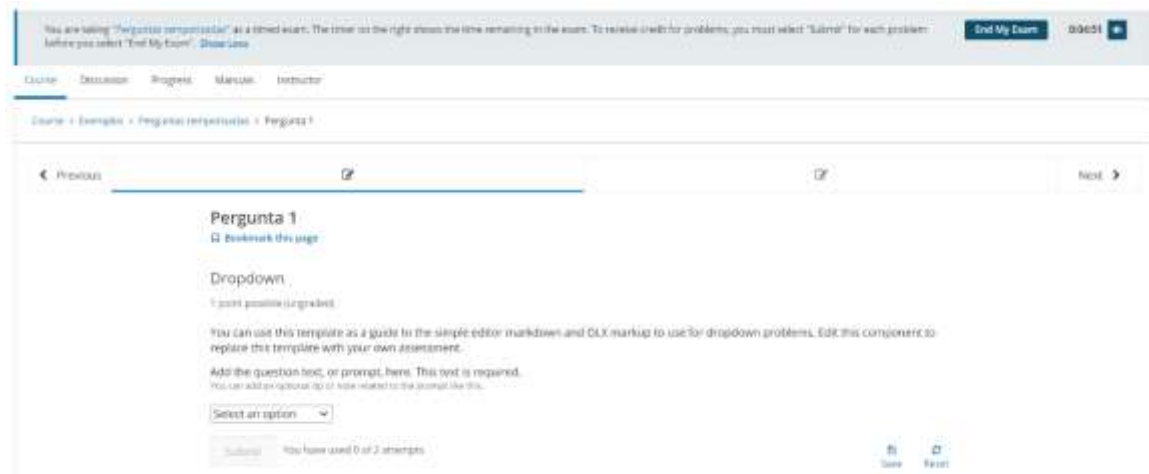 You are taking "Perguntas temporizadas" as a timed exam. The timer on the right shows the time remaining in the exam. To receive credit for problems, you must select "Submit" for each problem
before you select "End My Exam". Show Less
End My Exam
Course Discussion Progress Manuais Instructor
Course > Exemplos > Perguntas temporizadas > Pergunta 1
Previous
Next
Pergunta 1
Bookmark this page
Dropdown
1 point possible (ungraded)
You can use this template as a guide to the simple editor markdown and OLX markup to use for dropdown problems. Edit this component to
replace this template with your own assessment.
Add the question text, or prompt, here. This text is required.
You can add an optional tip or note related to the prompt like this.
Select an option
Submit You have used 0 of 2 attempts
Save Reset